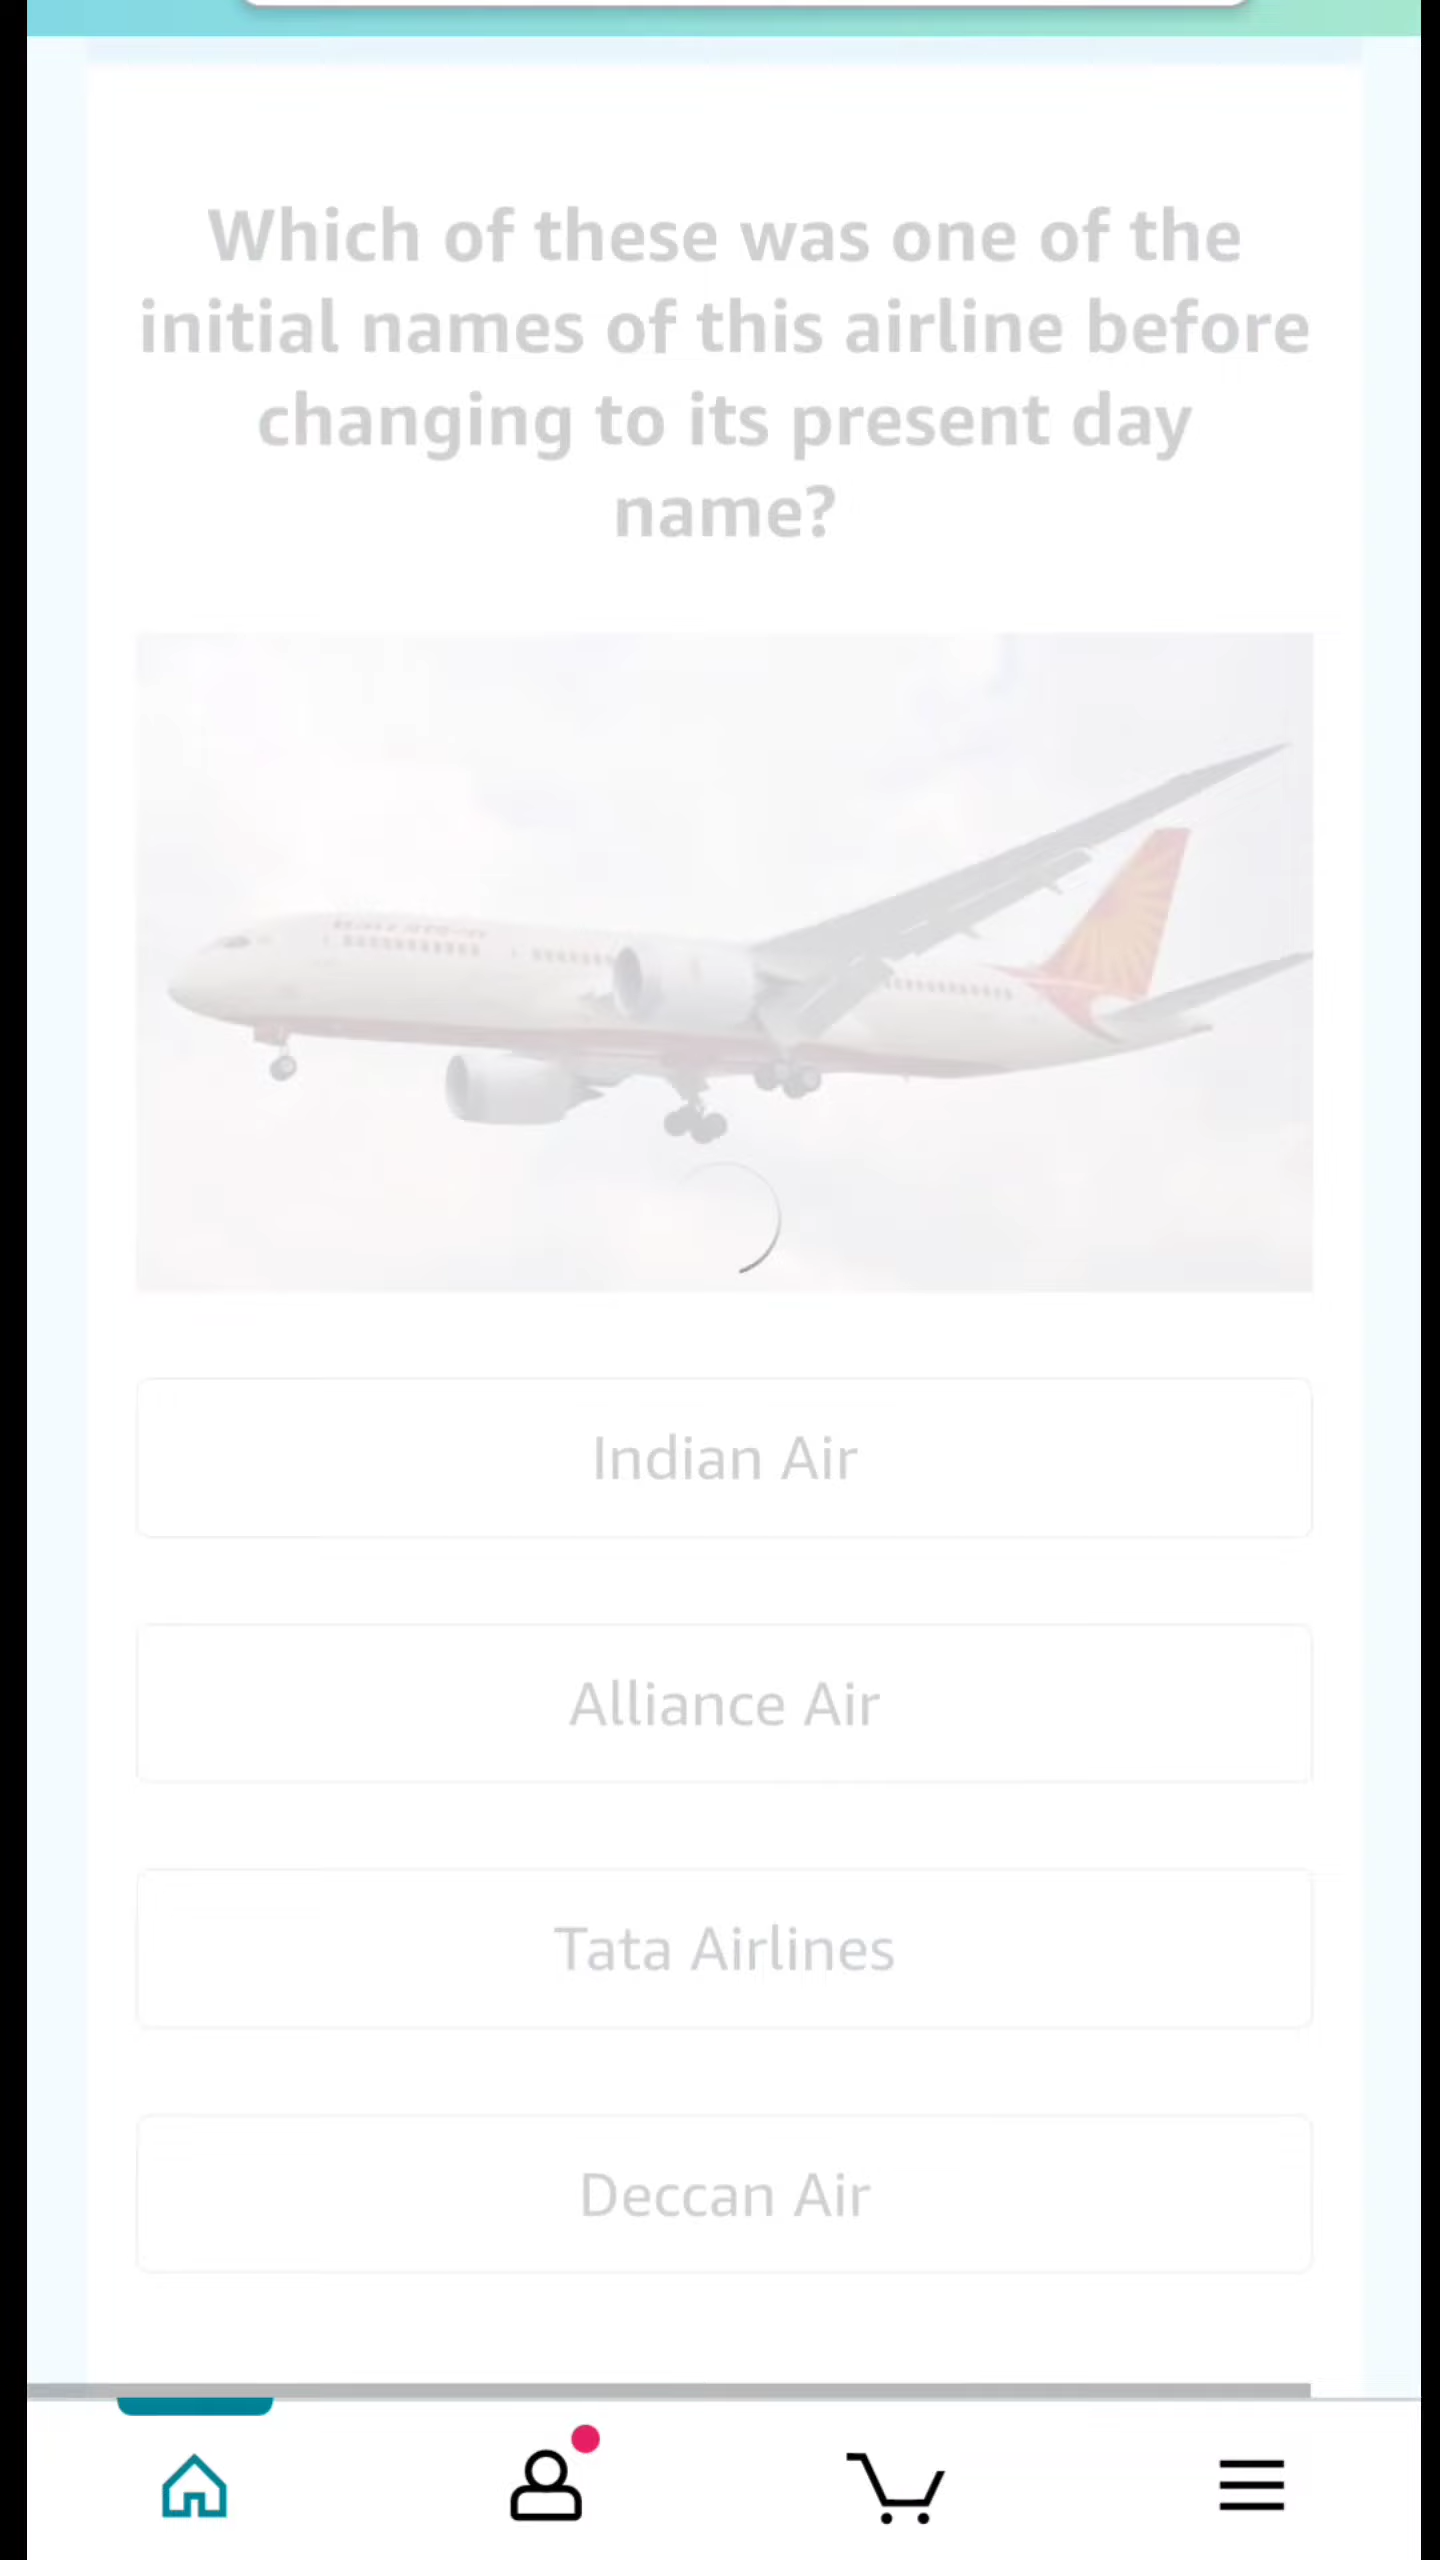 Which of these was one of the
initial names of this airline before
changing to its present day
name?
Indian Air
Alliance Air
Tata Airlines
Deccan Air